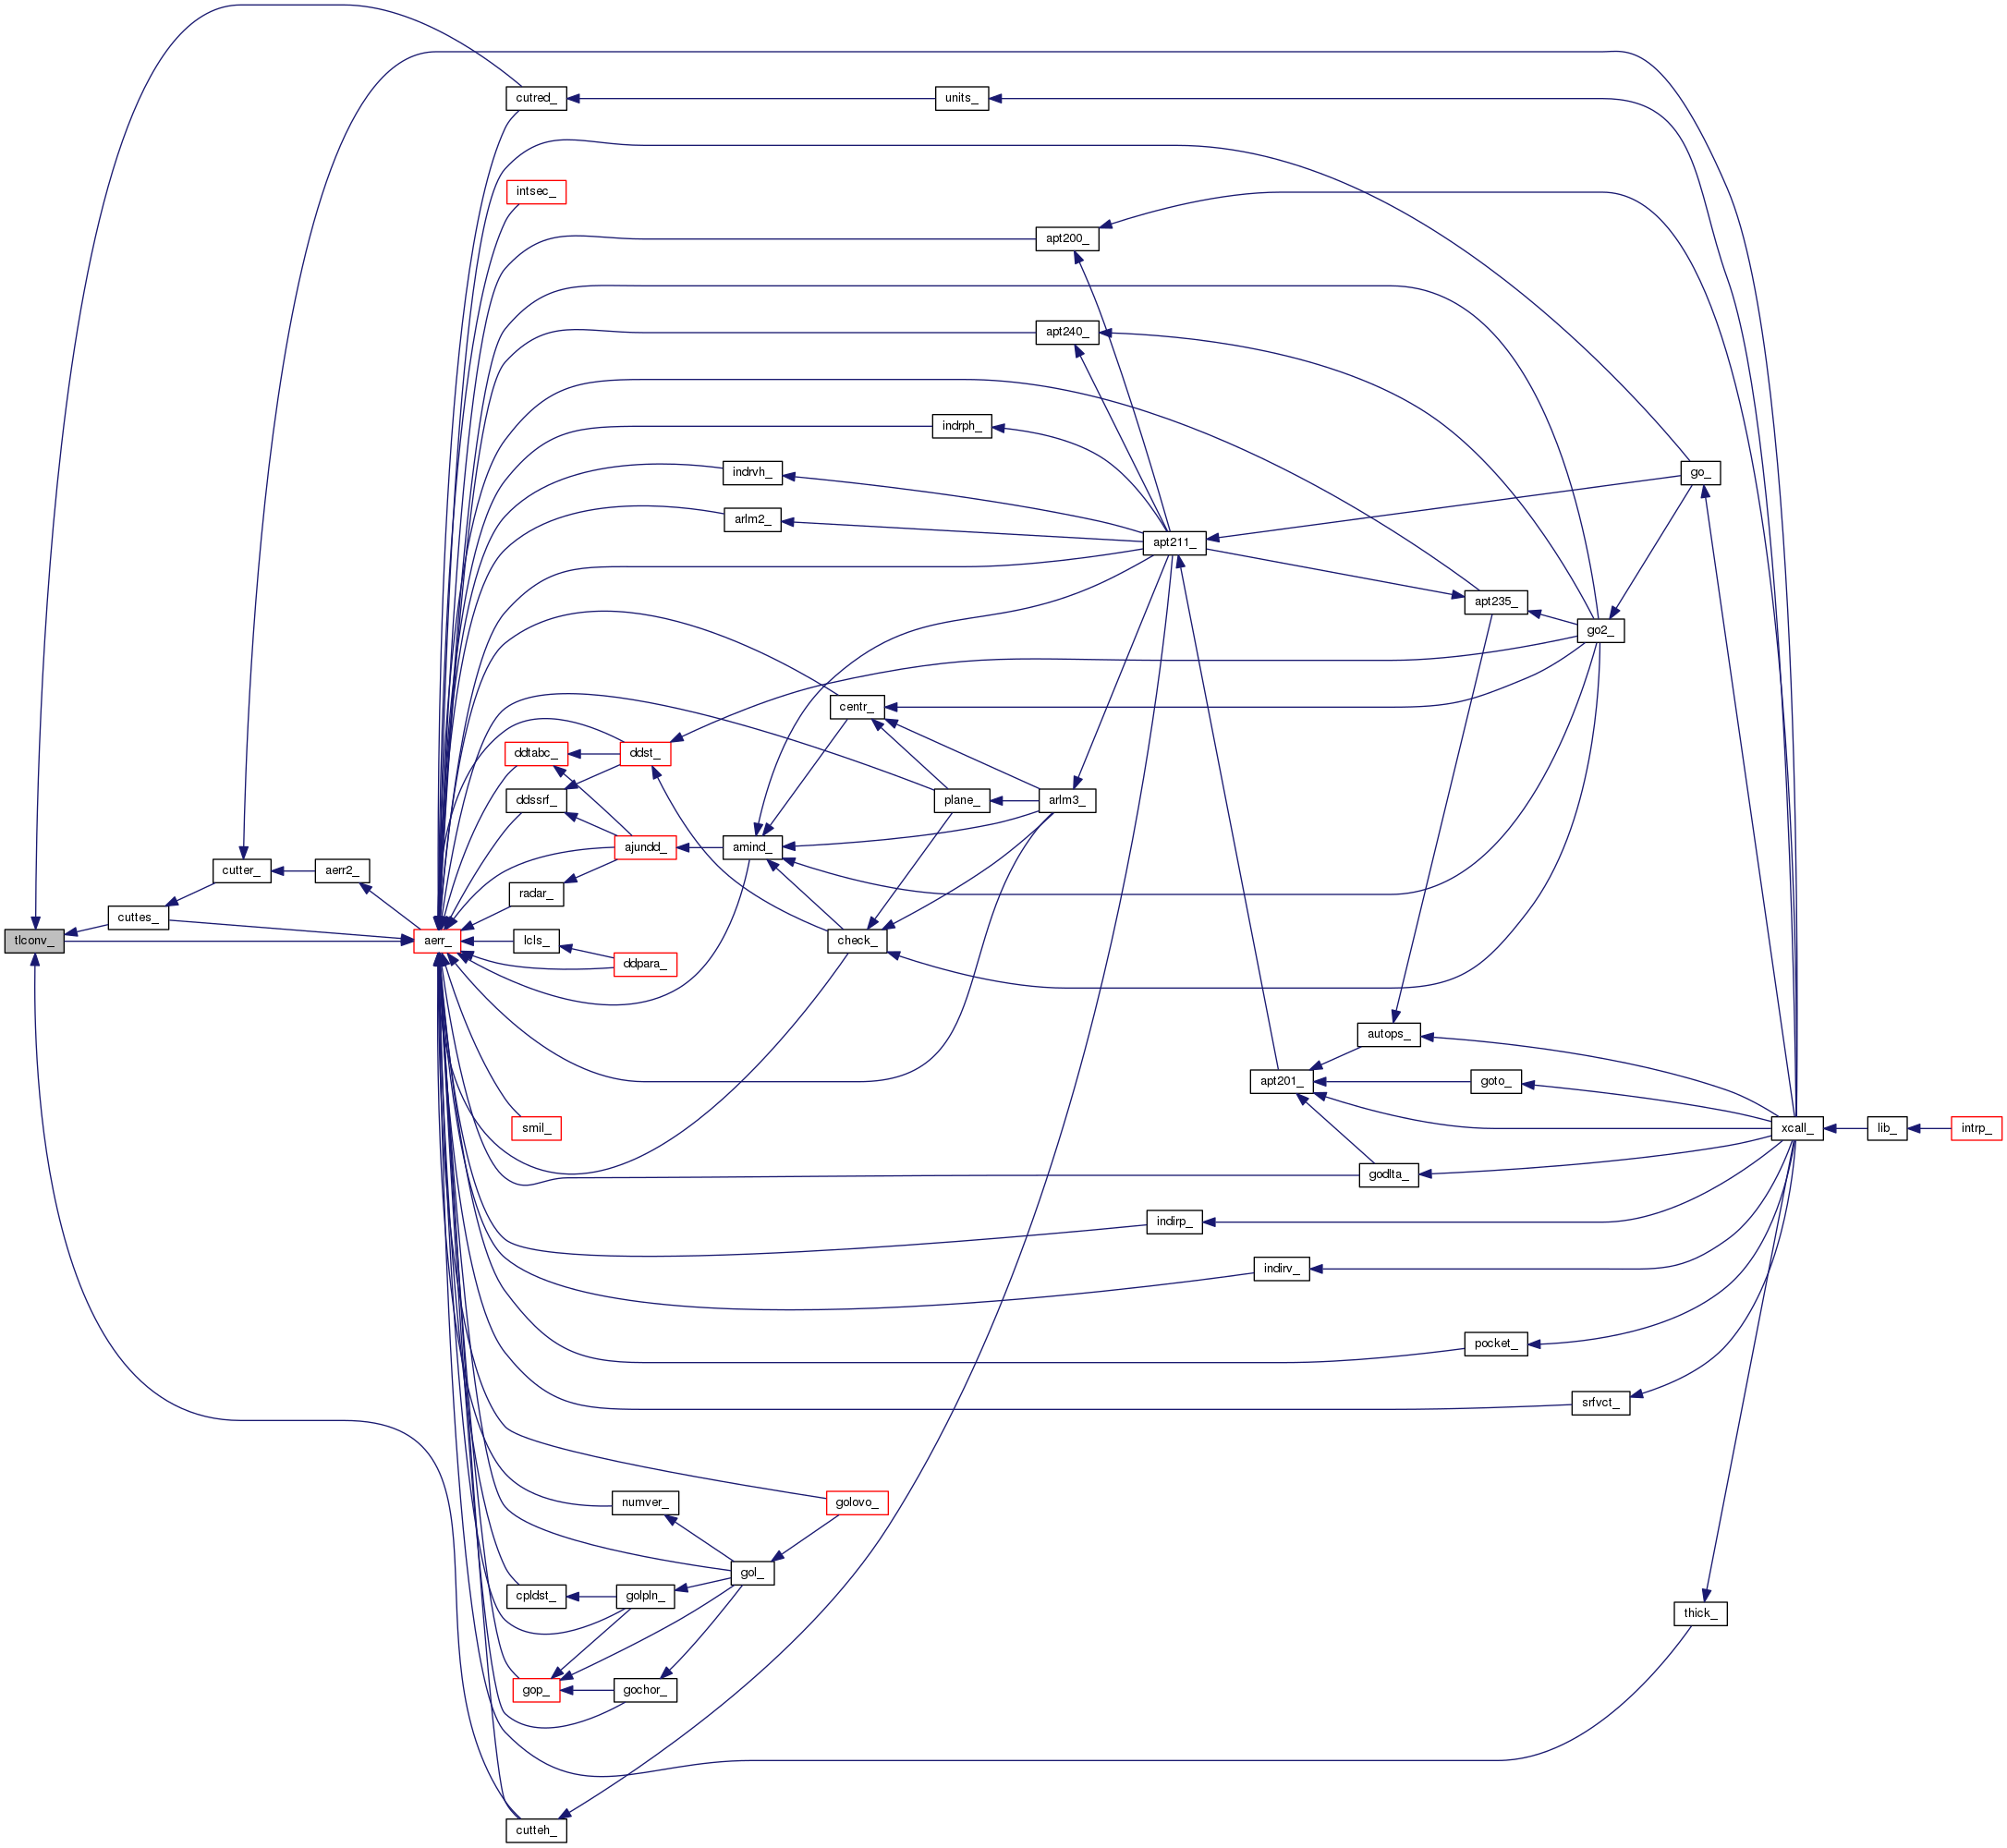 cutred_
units_
intsec_
apt200_
apt240_
indrph_
indrvh_
go_
arlm2_
apt211_
apt235_
go2_
centr_
ddtabc_
ddst_
ddssrf_
plane_
arlm3_
ajundd_
amind_
cutter_
aerr2_
radar_
cuttes_
tlconv_
aerr_
lcls_
check_
ddpara_
autops_
apt201_
goto_
smil_
xcall_
lib_
intrp_
godlta_
indirp_
indirv_
pocket_
srfvct_
numver_
golovo_
gol_
cpldst_
golpln_
thick_
gop_
gochor_
cutteh_